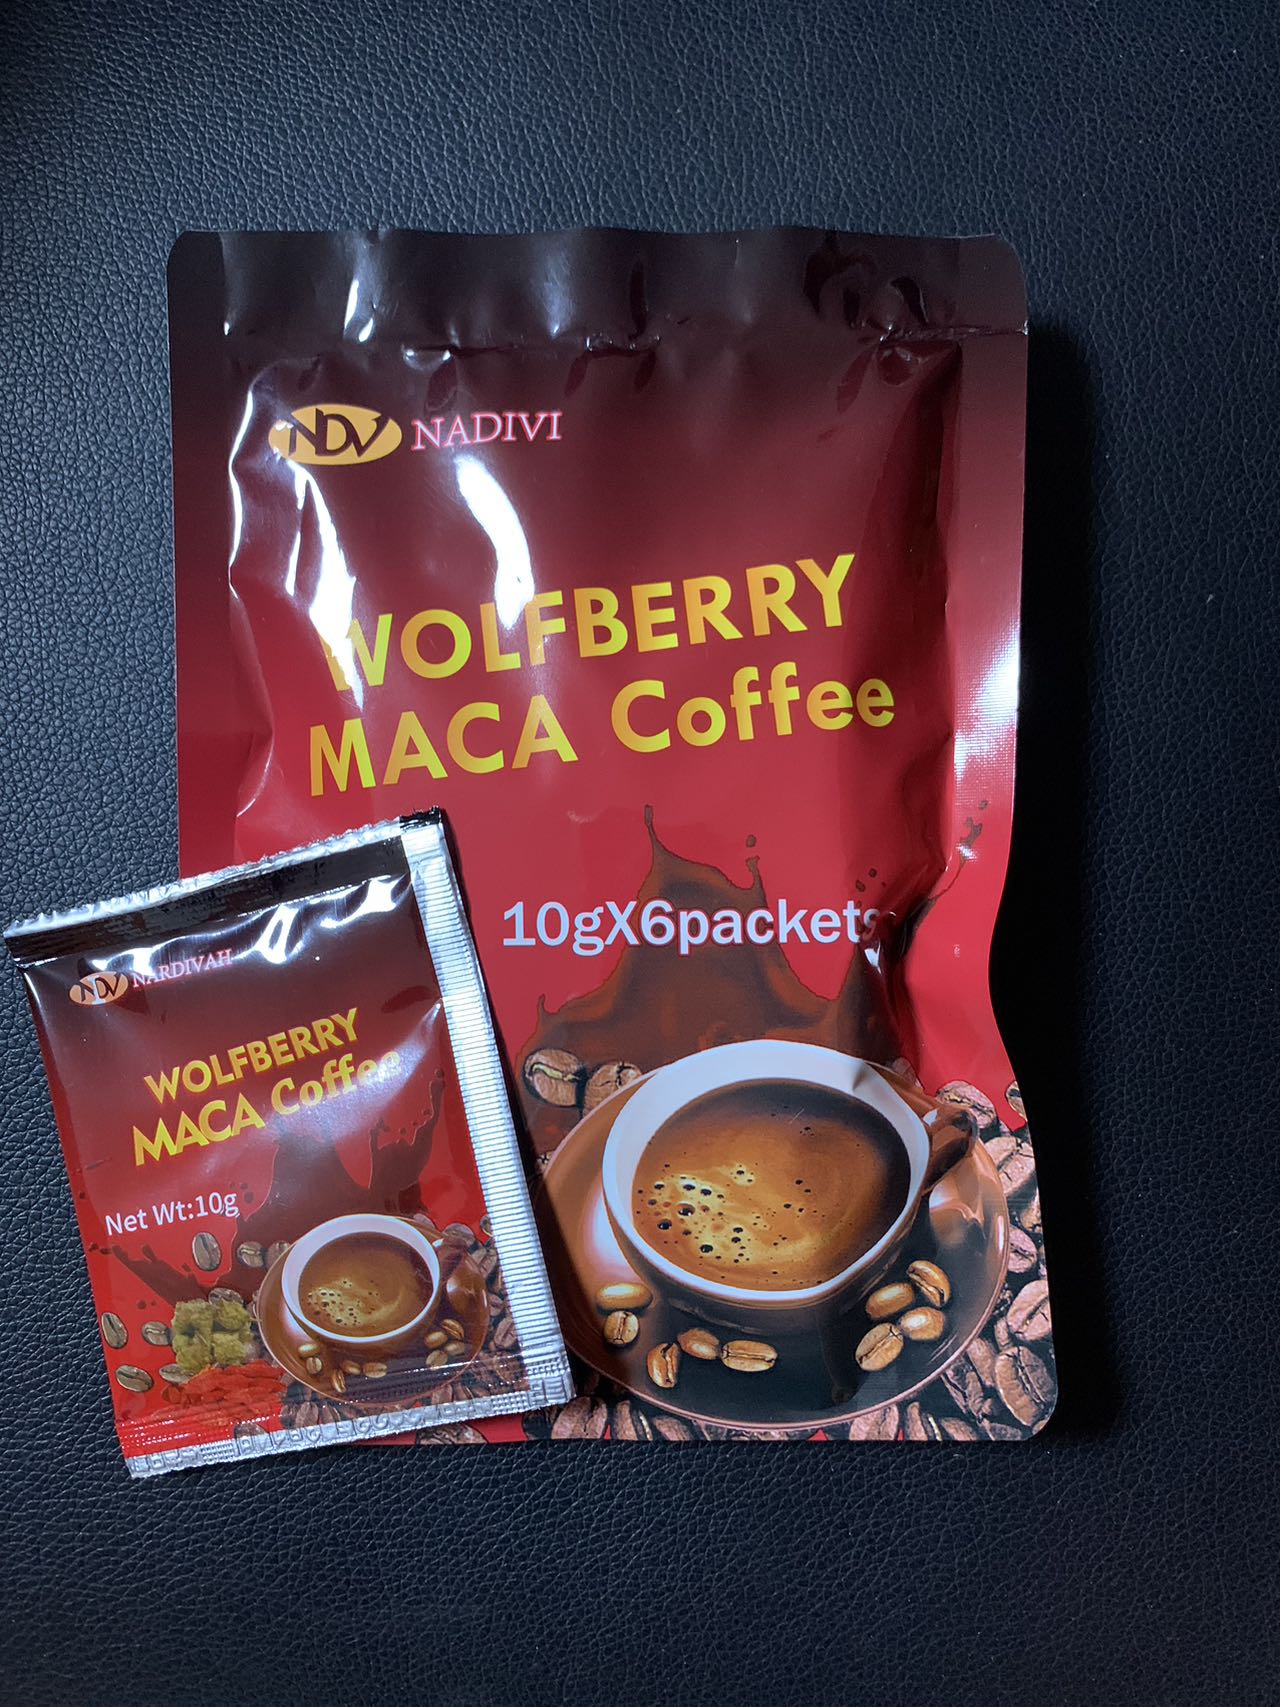 NDV NADIVI
WOLFBERRY
MACA Coffee
10gX6packets
NDV NARDIVAH
WOLFBERRY
MACA Coffee
Net Wt:10g